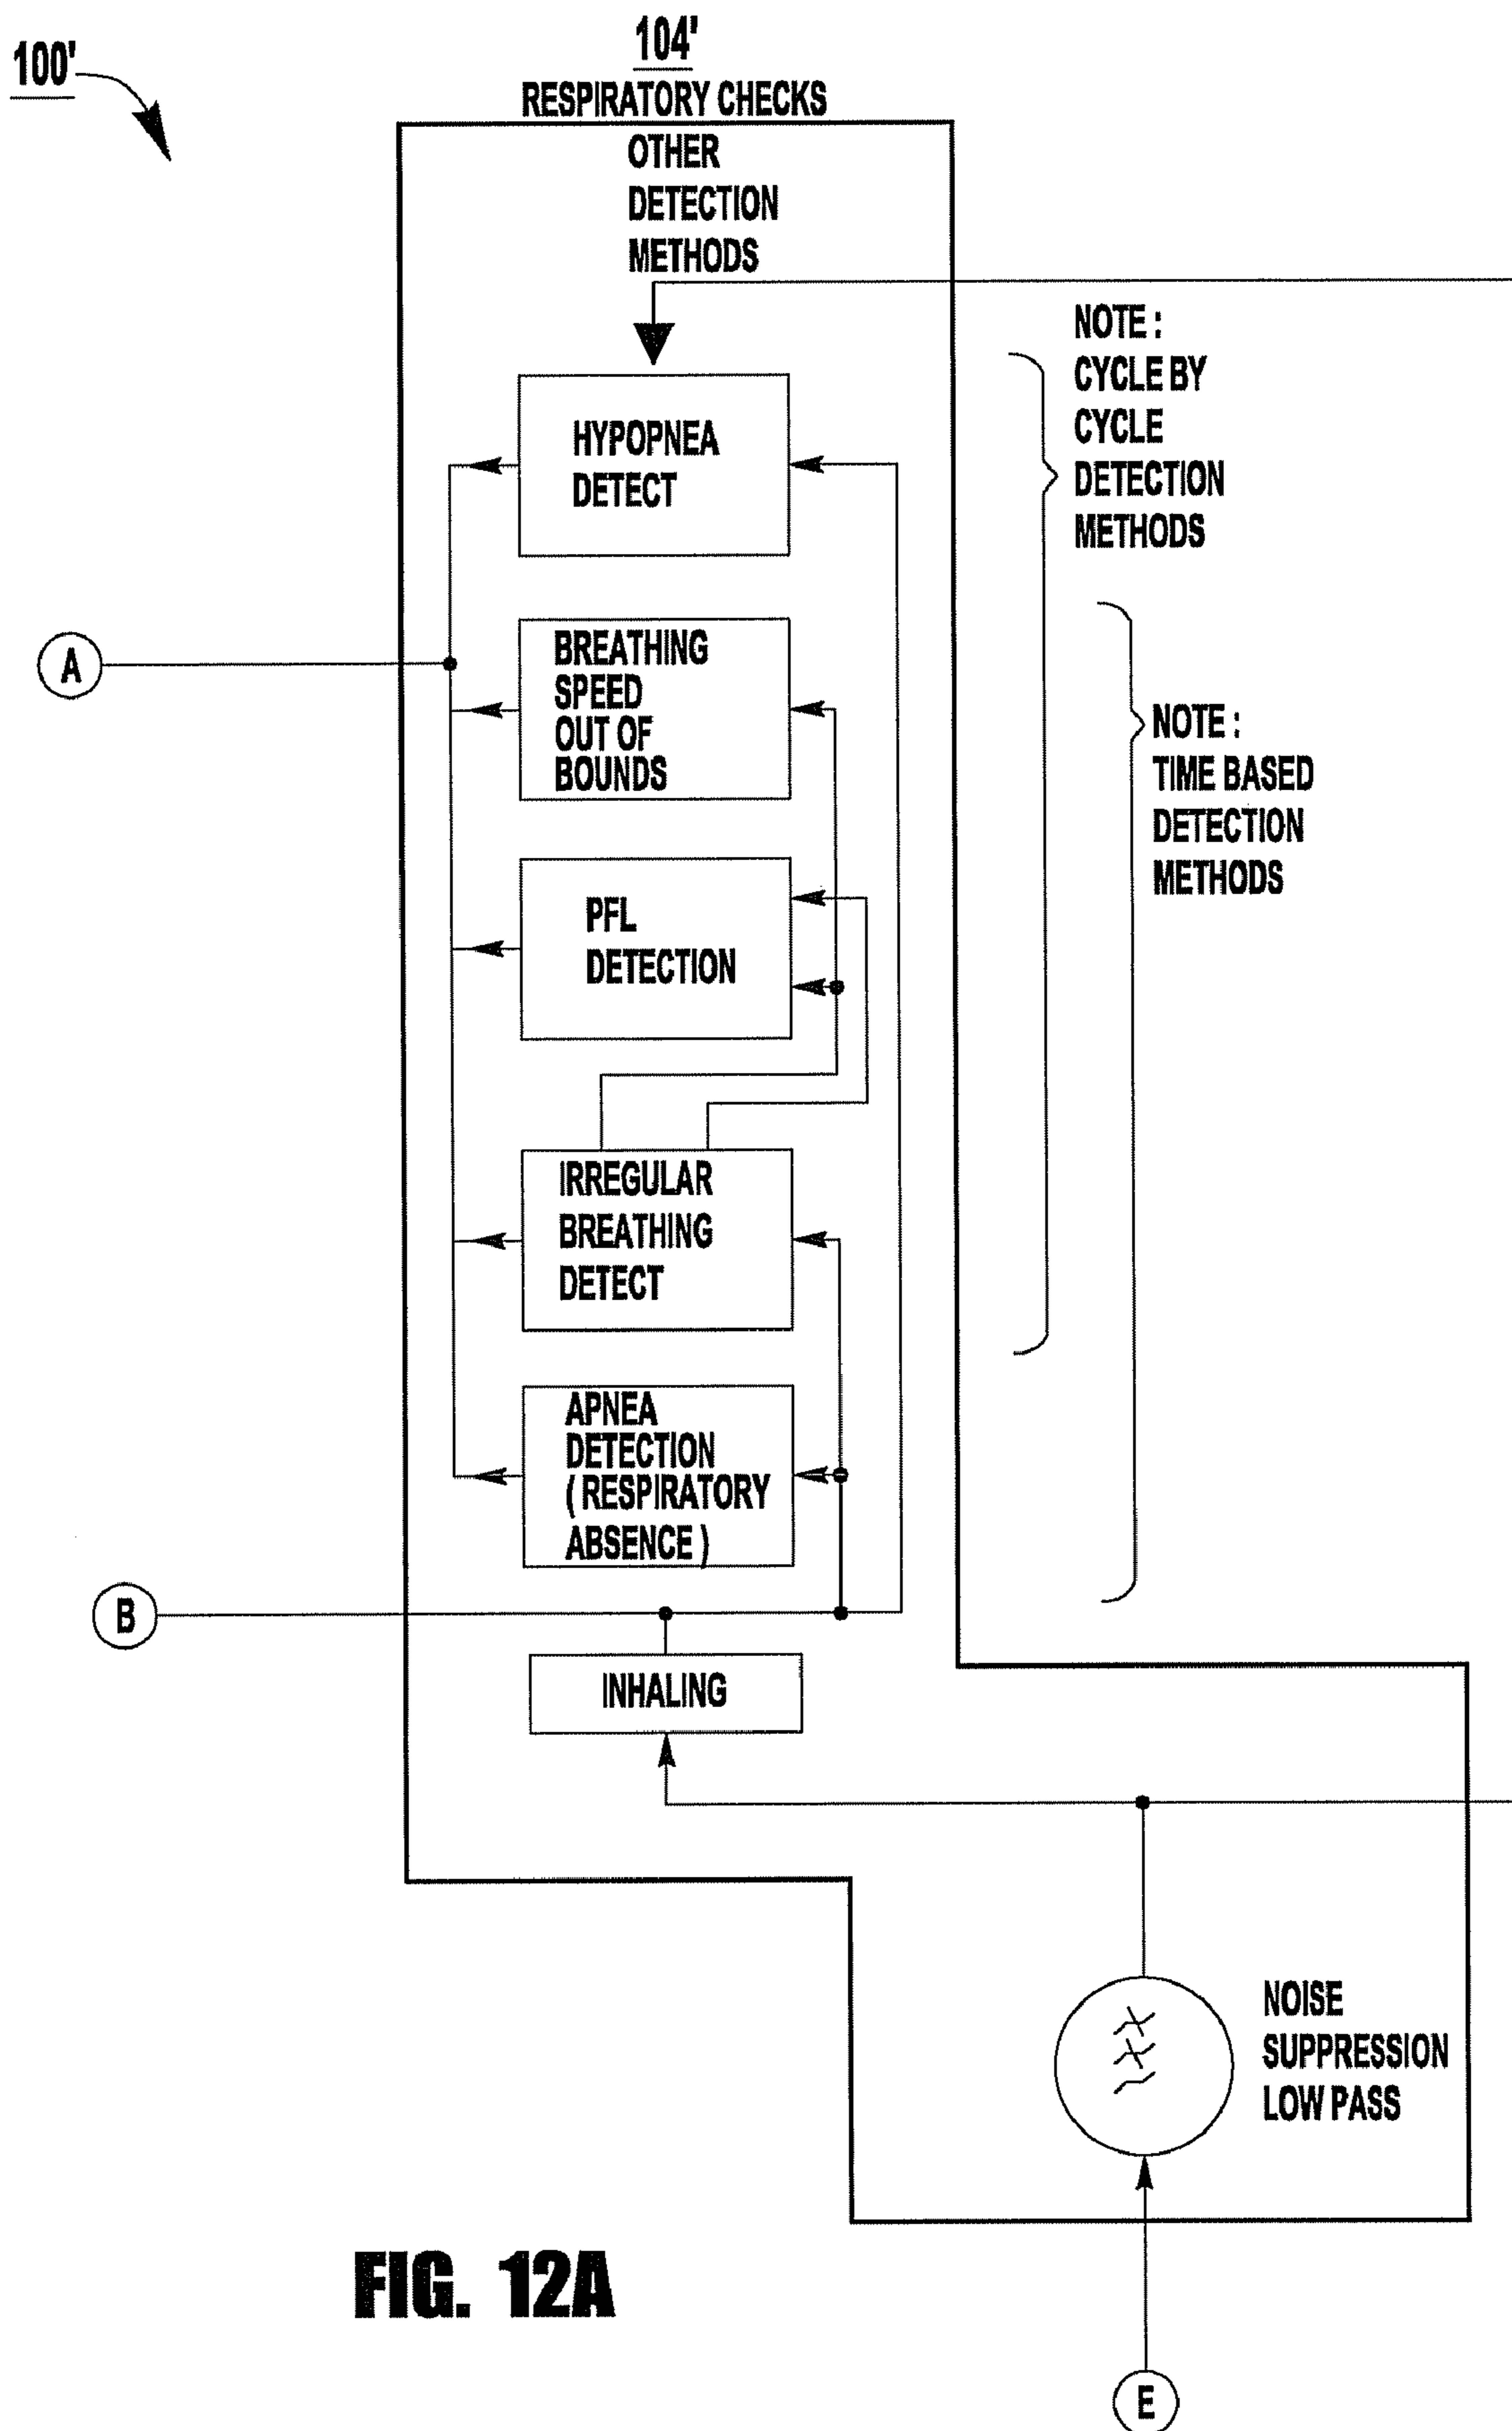 100'
104'
RESPIRATORY CHECKS
OTHER
DETECTION
METHODS
NOTE :
CYCLE BY
CYCLE
DETECTION
METHODS
HYPOPNEA
DETECT
A
BREATHING
SPEED
OUT OF
BOUNDS
NOTE :
TIME BASED
DETECTION
METHODS
PFL
DETECTION
IRREGULAR
BREATHING
DETECT
APNEA
DETECTION
( RESPIRATORY
ABSENCE )
B
INHALING
NOISE
SUPPRESSION
LOW PASS
FIG. 12A
E